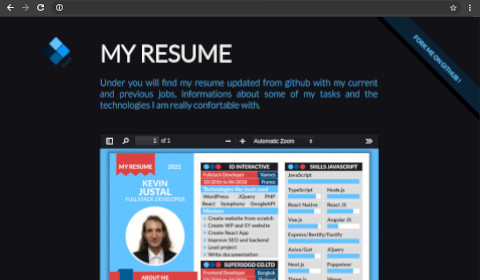 FORK ME ON GITHUB !
MY RESUME
Under you will find my resume updated from github with my current
and previous jobs, informations about some of my tasks and the
technologies I am really confortable with.
1 of 1
Automatic Zoom
MY RESUME
2021
KEVIN
JUSTAL
FULLSTACK DEVELOPER
ABOUT ME
ID INTERACTIVE
Fullstack Developer Vannes
France
Technologies the most used
WordPress JQuery PHP
React Symfony GoogleAPI
Missions
Create website from scratch
Create WP and SY website
Create React App
Improve SEO and backend
Lead project
Write documentation
SUPERSOGO CO.LTD
Frontend Developer Bangkok
SKILLS JAVASCRIPT
JavaScript
TypeScript Node.js
React Native React JS
Vue.js Angular JS
Express/Restify/Fastify
Axios/Got JQuery
Next.js Puppeteer